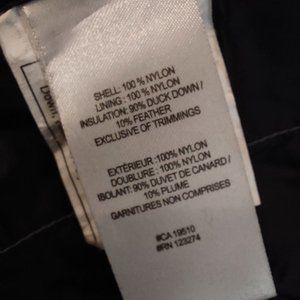 SHELL: 100 % NYLON
LINING : 100 % NYLON
INSULATION: 90% DUCK DOWN /
10% FEATHER
EXCLUSIVE OF TRIMMINGS
EXTÉRIEUR :100% NYLON
DOUBLURE : 100% NYLON
ISOLANT: 90% DUVET DE CANARD /
10% PLUME
GARNITURES NON COMPRISES
#CA 19510
#RN 123274